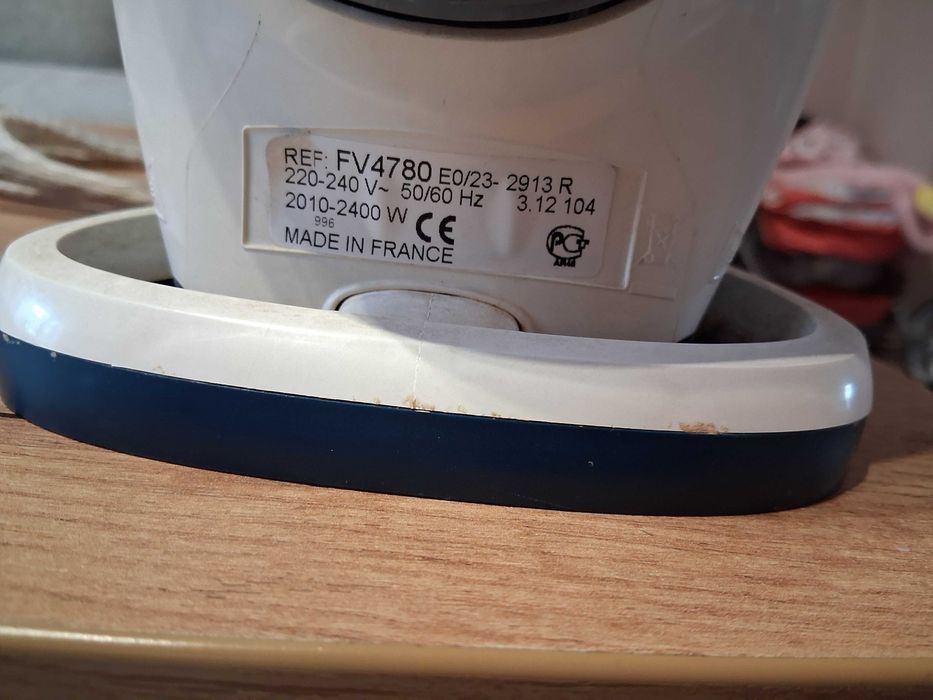 REF: FV4780 E0/23- 2913 R
220-240 V~ 50/60 Hz 3.12 104
2010-2400 W CE
996
MADE IN FRANCE